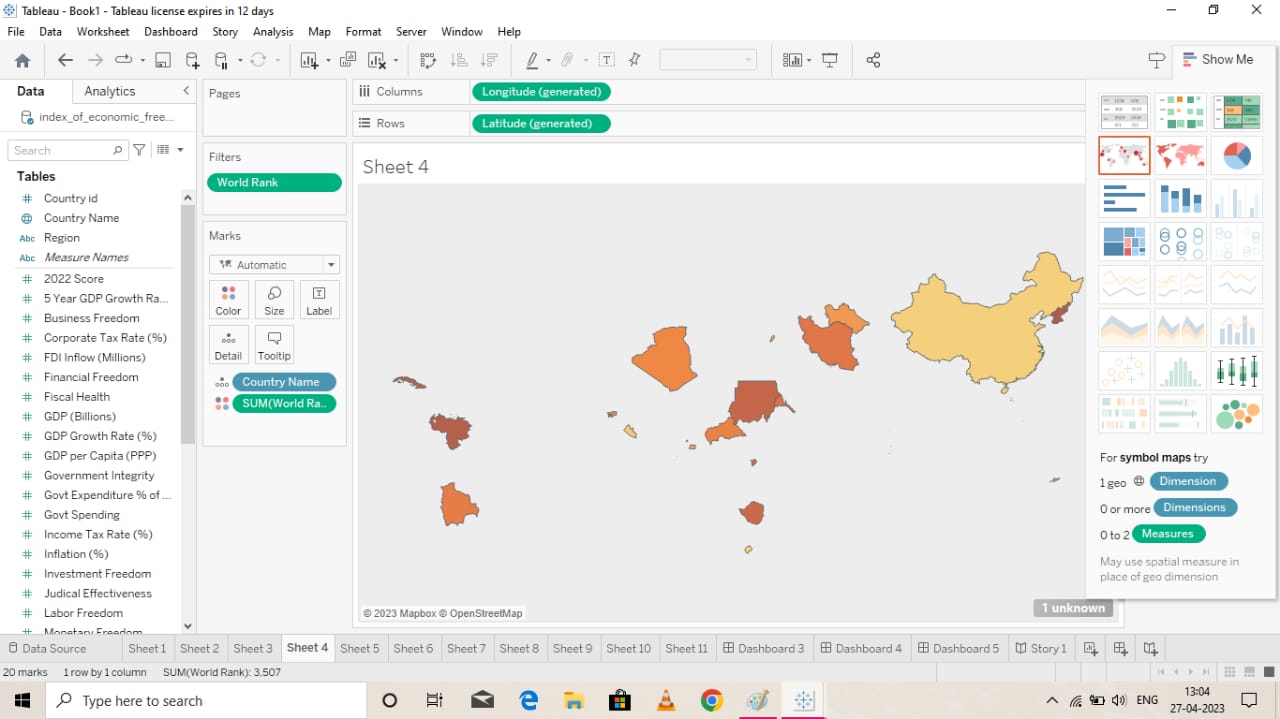 Tableau - Book1 - Tableau license expires in 12 days
File Data Worksheet Dashboard Story Analysis Map Format Server Window Help
Show Me
Data Analytics
index_of_economic_free...
Search
Tables
Country id
Country Name
Abc Region
Abc Measure Names
2022 Score
5 Year GDP Growth Ra...
Business Freedom
Corporate Tax Rate (%)
FDI Inflow (Millions)
Financial Freedom
Fiscal Health
GDP (Billions)
GDP Growth Rate (%)
GDP per Capita (PPP)
Government Integrity
Govt Expenditure % of ...
Govt Spending
Income Tax Rate (%)
Inflation (%)
Investment Freedom
Judical Effectiveness
Labor Freedom
Monetary Freedom
Pages
Filters
World Rank
Marks
Automatic
Color Size Label
Detail Tooltip
Country Name
SUM(World Ra..
Columns Longitude (generated)
Rows Latitude (generated)
Sheet 4
© 2023 Mapbox © OpenStreetMap
1 unknown
For symbol maps try
1 geo Dimension
0 or more Dimensions
0 to 2 Measures
May use spatial measure in
place of geo dimension
Data Source Sheet 1 Sheet 2 Sheet 3 Sheet 4 Sheet 5 Sheet 6 Sheet 7 Sheet 8 Sheet 9 Sheet 10 Sheet 11 Dashboard 3 Dashboard 4 Dashboard 5 Story 1
20 marks 1 row by 1 column SUM(World Rank): 3,507
Type here to search
ENG
13:04
27-04-2023